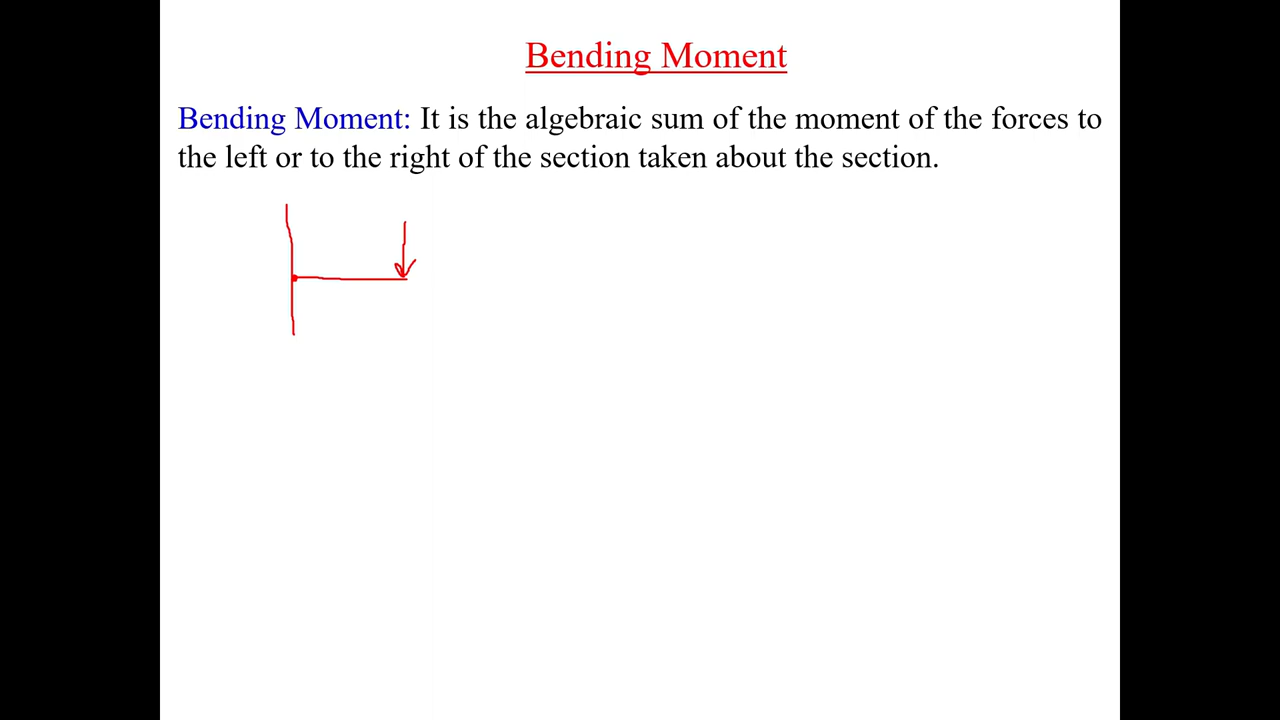 Bending Moment
Bending Moment: It is the algebraic sum of the moment of the forces to
the left or to the right of the section taken about the section.